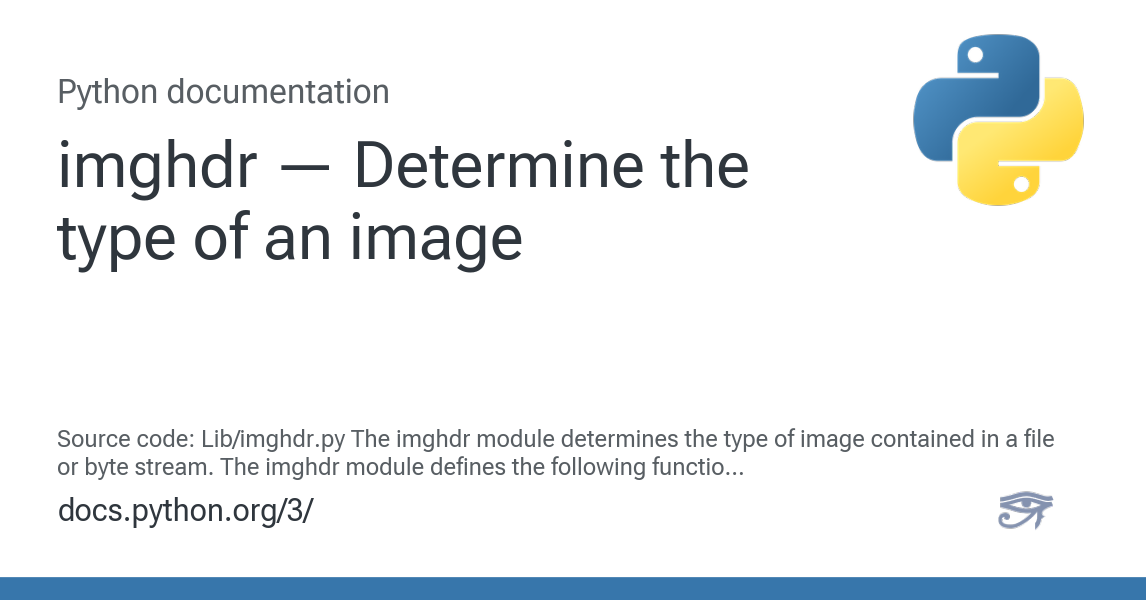 Python documentation
imghdr — Determine the
type of an image
Source code: Lib/imghdr.py The imghdr module determines the type of image contained in a file
or byte stream. The imghdr module defines the following functio...
docs.python.org/3/